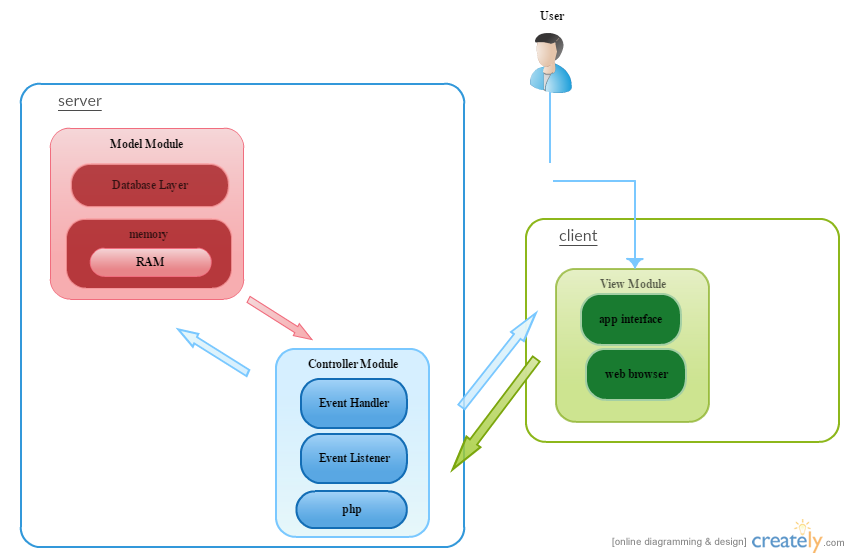 User
server
Model Module
Database Layer
memory
RAM
client
View Module
app interface
web browser
Controller Module
Event Handler
Event Listener
php
[online diagramming & design] creately.com